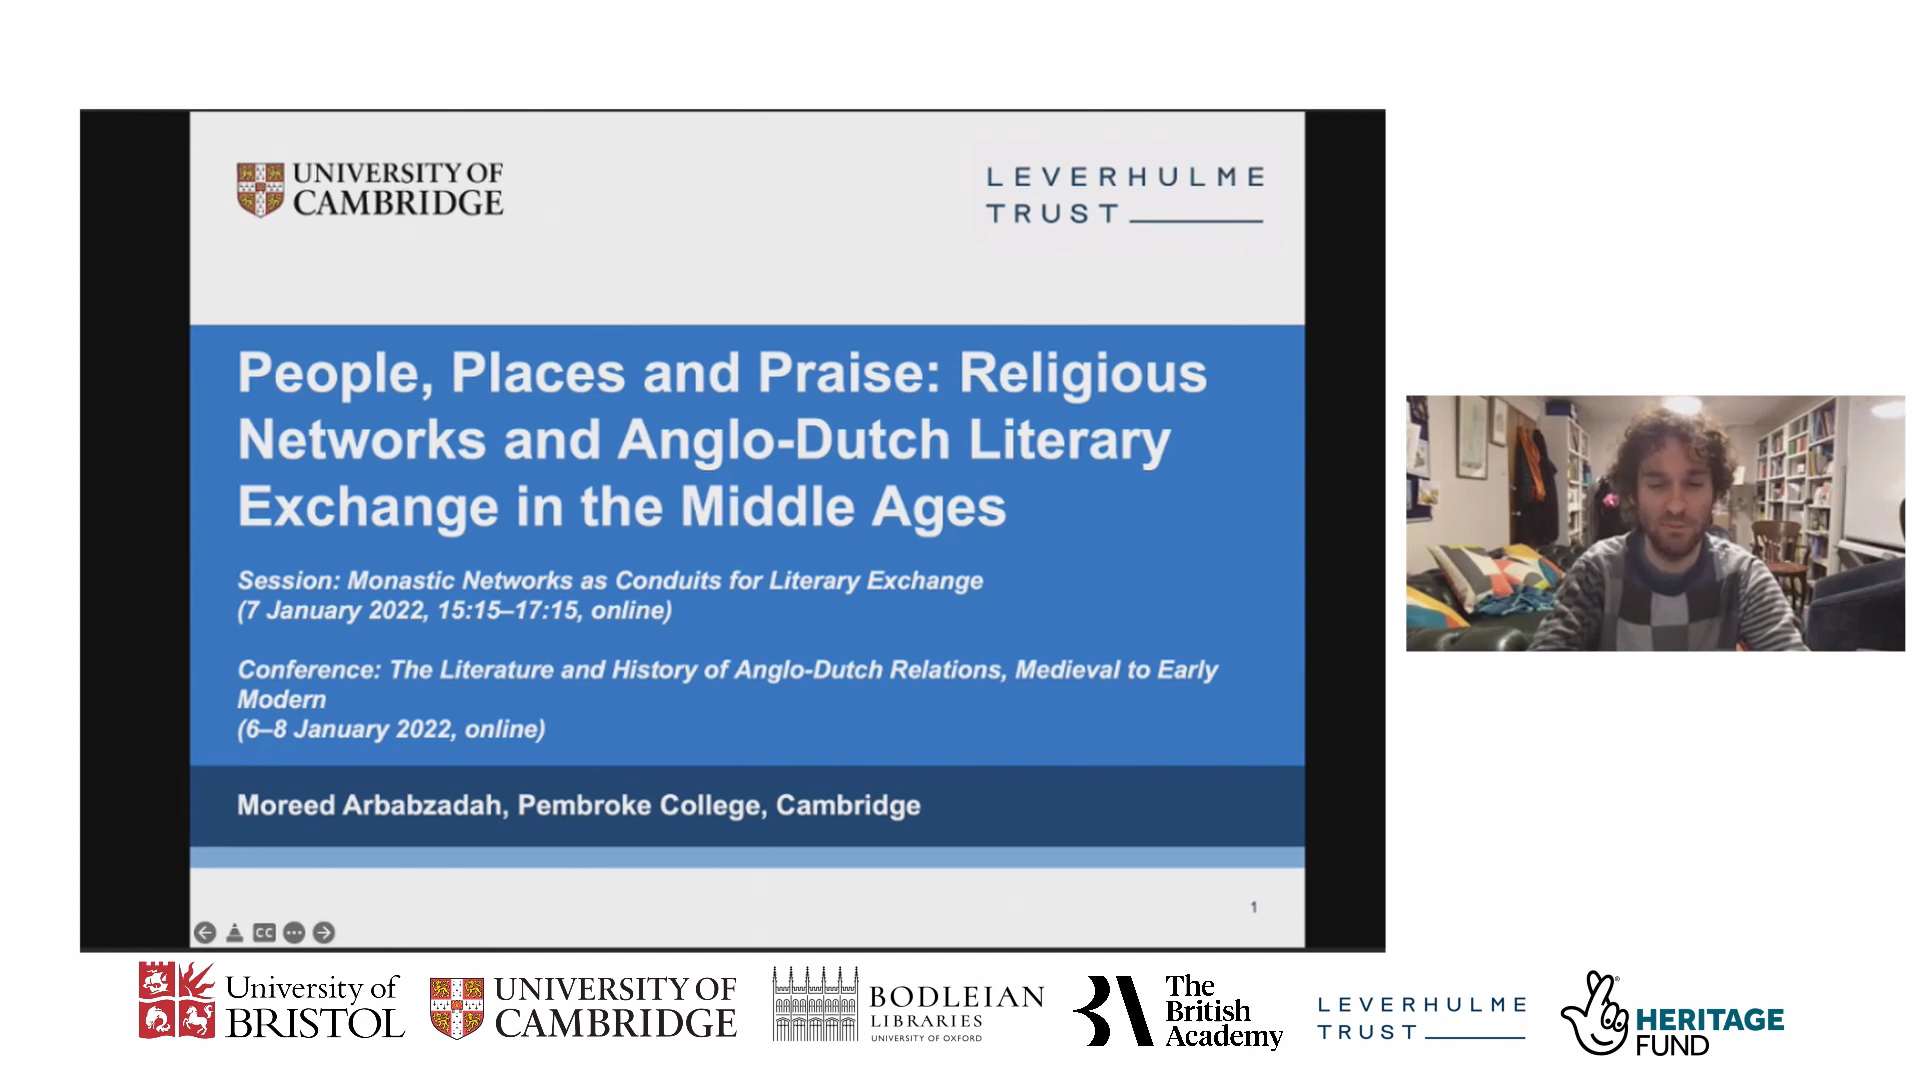 UNIVERSITY OF
CAMBRIDGE
LEVERHULME
TRUST
People, Places and Praise: Religious
Networks and Anglo-Dutch Literary
Exchange in the Middle Ages
Session: Monastic Networks as Conduits for Literary Exchange
(7 January 2022, 15:15–17:15, online)
Conference: The Literature and History of Anglo-Dutch Relations, Medieval to Early
Modern
(6–8 January 2022, online)
Moreed Arbabzadah, Pembroke College, Cambridge
1
CC
University of
BRISTOL
UNIVERSITY OF
CAMBRIDGE
BODLEIAN
LIBRARIES
UNIVERSITY OF OXFORD
The
British
Academy
LEVERHULME
TRUST
HERITAGE
FUND